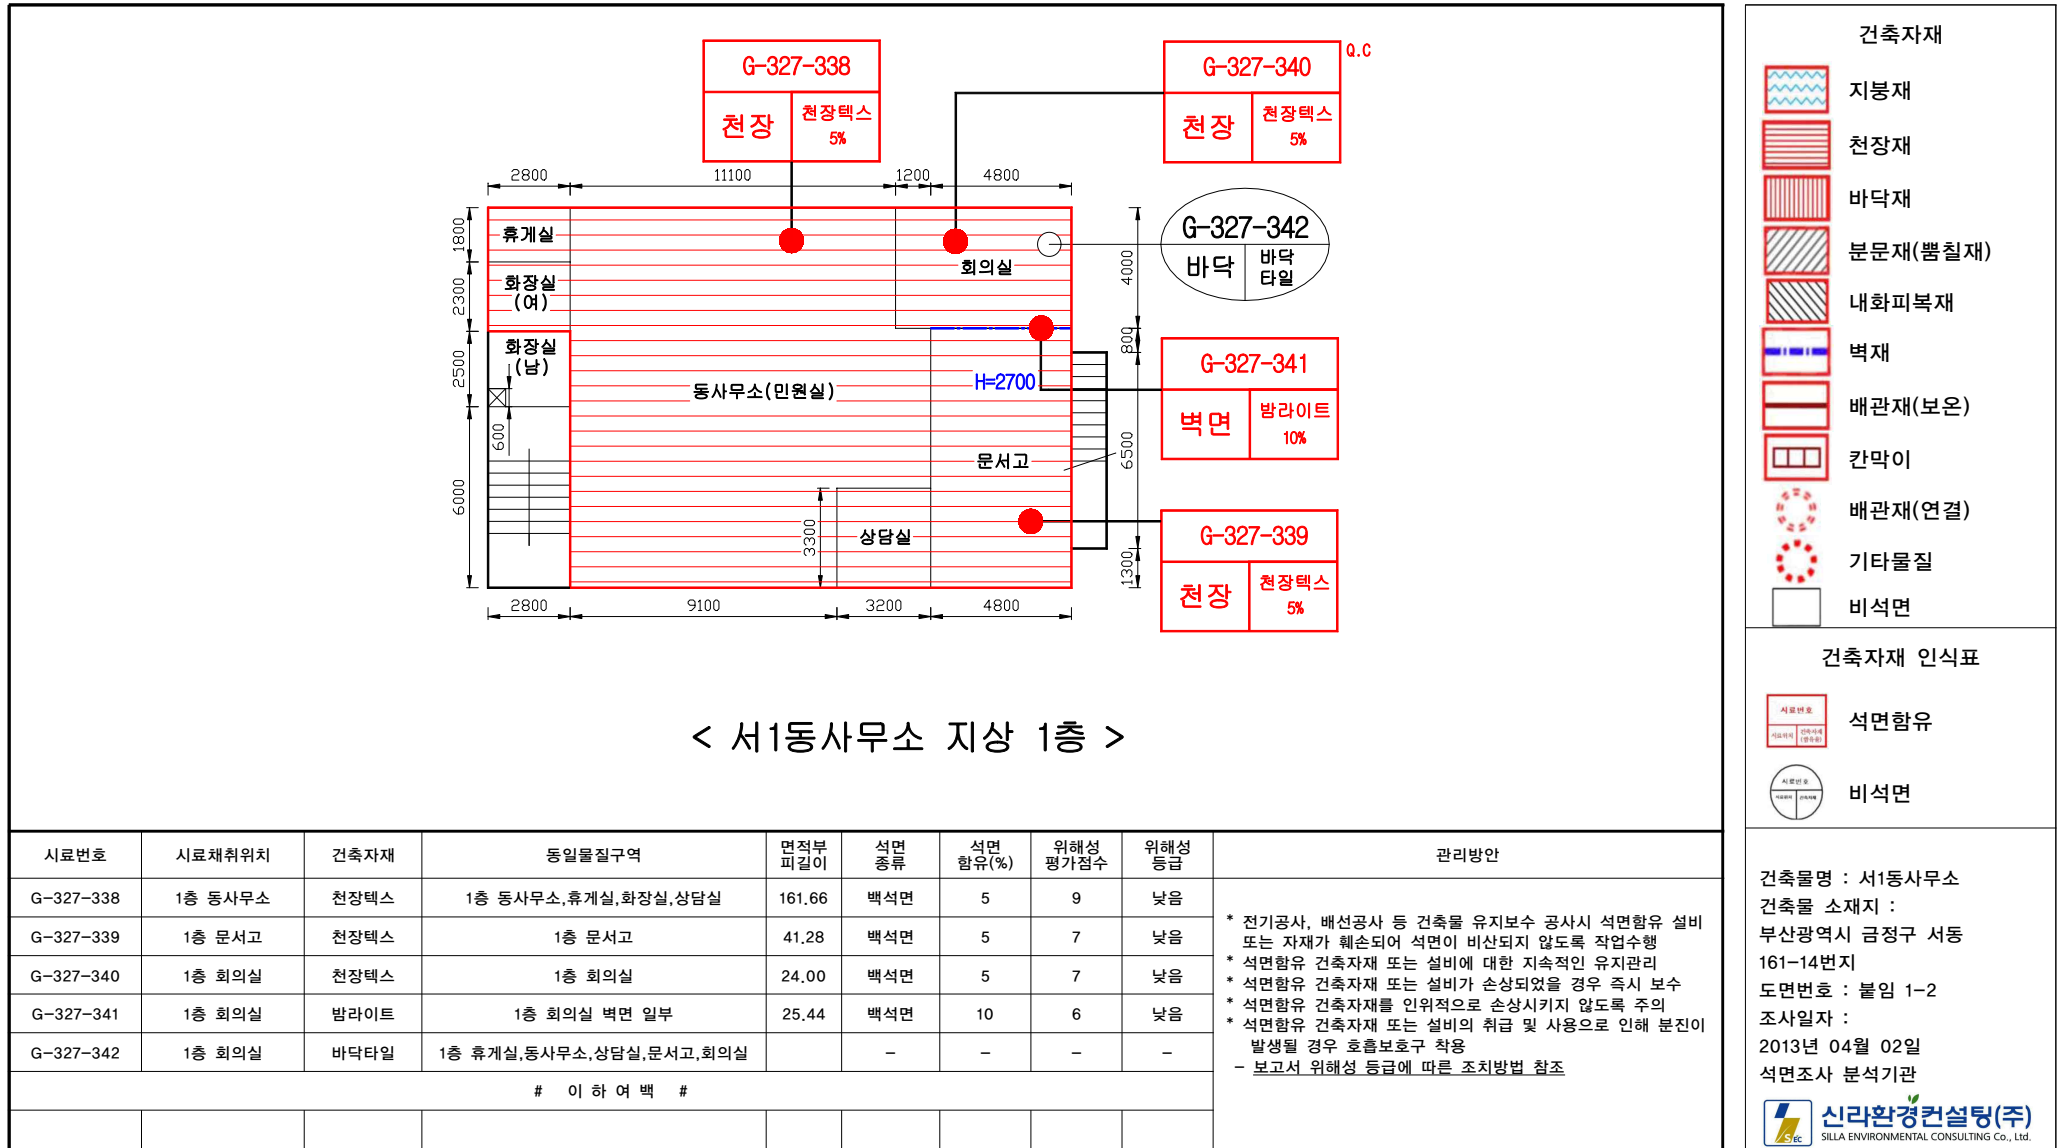 G-327-338
천장
천장텍스
5%
G-327-340
Q.C
천장
천장텍스
5%
2800
11100
1200
4800
1800
2300
2500
6000
600
3300
4000
800
6500
1300
휴게실
화장실
(여)
화장실
(남)
동사무소(민원실)
회의실
H=2700
문서고
상담실
G-327-342
바닥
바닥
타일
G-327-341
벽면
밤라이트
10%
G-327-339
천장
천장텍스
5%
2800
9100
3200
4800
< 서1동사무소 지상 1층 >
시료번호 시료채취위치 건축자재 동일물질구역 면적부 피길이 석면 종류 석면 함유(%) 위해성 평가점수 위해성 등급 관리방안
G-327-338 1층 동사무소 천장텍스 1층 동사무소,휴게실,화장실,상담실 161.66 백석면 5 9 낮음
G-327-339 1층 문서고 천장텍스 1층 문서고 41.28 백석면 5 7 낮음
G-327-340 1층 회의실 천장텍스 1층 회의실 24.00 백석면 5 7 낮음
G-327-341 1층 회의실 밤라이트 1층 회의실 벽면 일부 25.44 백석면 10 6 낮음
G-327-342 1층 회의실 바닥타일 1층 휴게실,동사무소,상담실,문서고,회의실 - - - -
# 이 하 여 백 #
* 전기공사, 배선공사 등 건축물 유지보수 공사시 석면함유 설비
또는 자재가 훼손되어 석면이 비산되지 않도록 작업수행
* 석면함유 건축자재 또는 설비에 대한 지속적인 유지관리
* 석면함유 건축자재 또는 설비가 손상되었을 경우 즉시 보수
* 석면함유 건축자재를 인위적으로 손상시키지 않도록 주의
* 석면함유 건축자재 또는 설비의 취급 및 사용으로 인해 분진이
발생될 경우 호흡보호구 착용
- 보고서 위해성 등급에 따른 조치방법 참조
건축자재
지붕재
천장재
바닥재
분문재(뿜칠재)
내화피복재
벽재
배관재(보온)
칸막이
배관재(연결)
기타물질
비석면
건축자재 인식표
시료번호
시료위치 건축자재
(함유율)
석면함유
시료번호
시료위치 건축자재
비석면
건축물명 : 서1동사무소
건축물 소재지 :
부산광역시 금정구 서동
161-14번지
도면번호 : 붙임 1-2
조사일자 :
2013년 04월 02일
석면조사 분석기관
SEC
신라환경컨설팅(주)
SILLA ENVIRONMENTAL CONSULTING Co., Ltd.